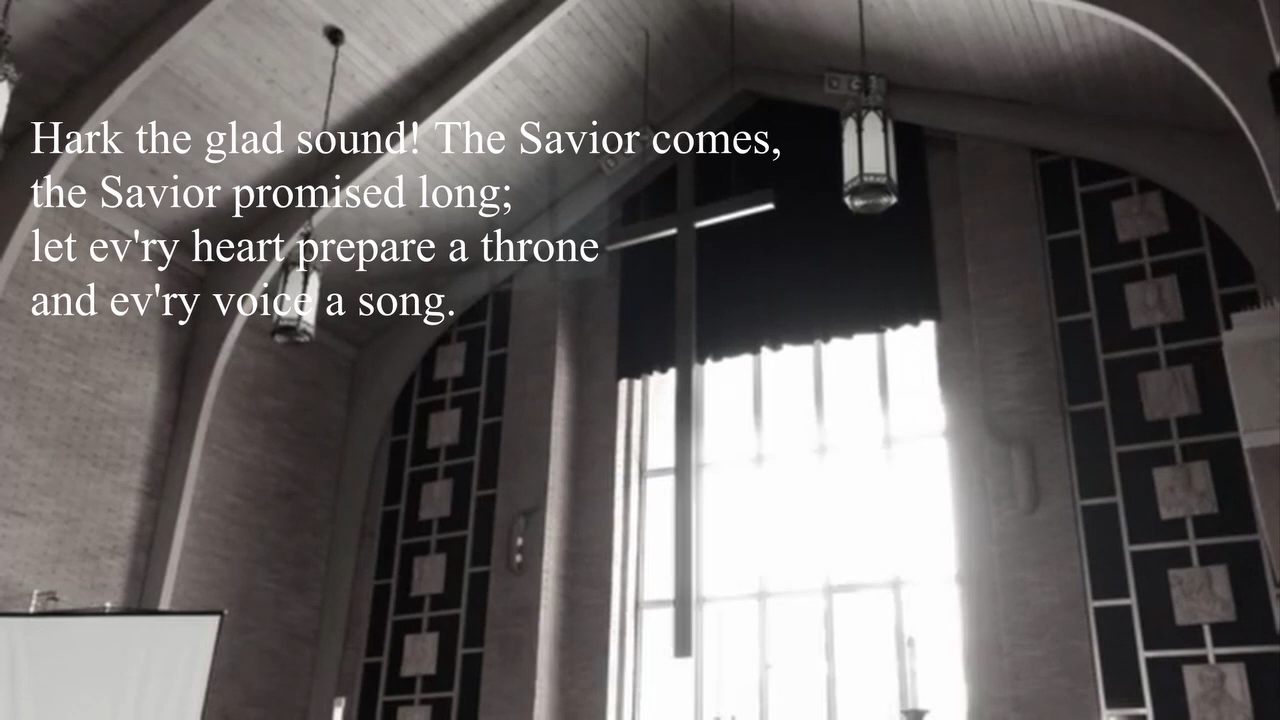 Hark the glad sound! The Savior comes,
the Savior promised long;
let ev'ry heart prepare a throne
and ev'ry voice a song.